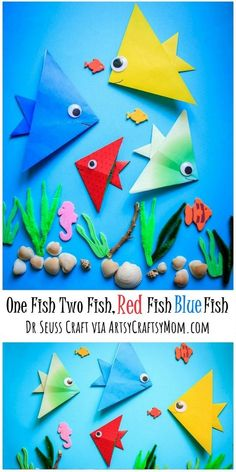 One Fish Two Fish, Red Fish Blue Fish
Dr Seuss Craft via ArtsyCraftsyMom.com